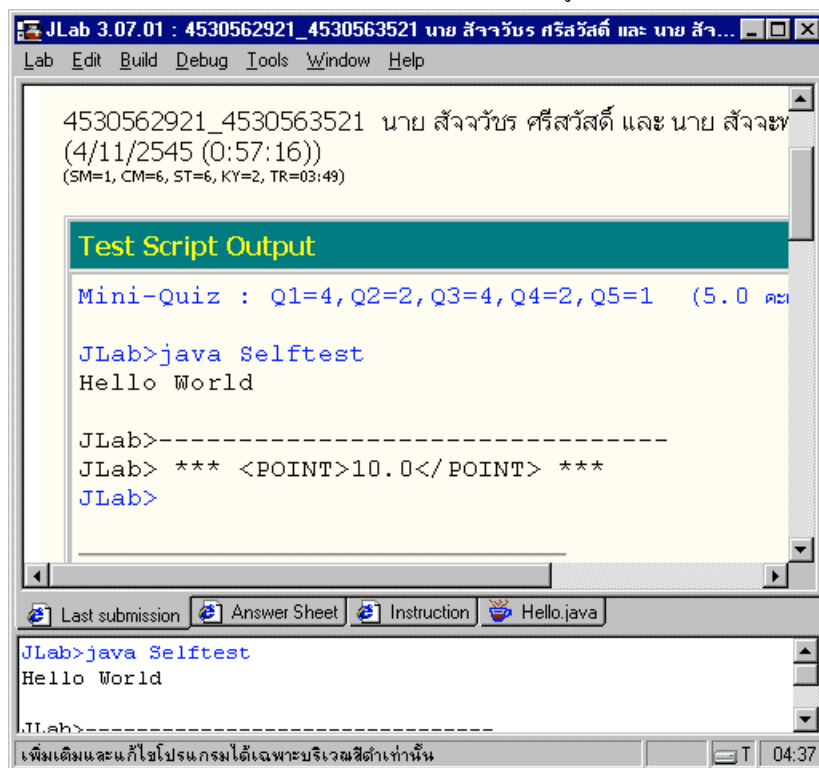 JLab 3.07.01 : 4530562921_4530563521 นาย สัจจวัชร ศรีสวัสดิ์ และ นาย สัจ...
Lab Edit Build Debug Tools Window Help
4530562921_4530563521 นาย สัจจวัชร ศรีสวัสดิ์ และ นาย สัจจะ
(4/11/2545 (0:57:16))
(SM=1, CM=6, ST=6, KY=2, TR=03:49)
Test Script Output
Mini-Quiz : Q1=4,Q2=2,Q3=4,Q4=2,Q5=1 (5.0 คะ
JLab>java Selftest
Hello World
JLab>--------------------------------
JLab> *** <POINT>10.0</POINT> ***
JLab>
Last submission Answer Sheet Instruction Hello.java
JLab>java Selftest
Hello World
JLab>--------------------------------
เพิ่มเติมและแก้ไขโปรแกรมได้เฉพาะบริเวณสีดำเท่านั้น T 04:37